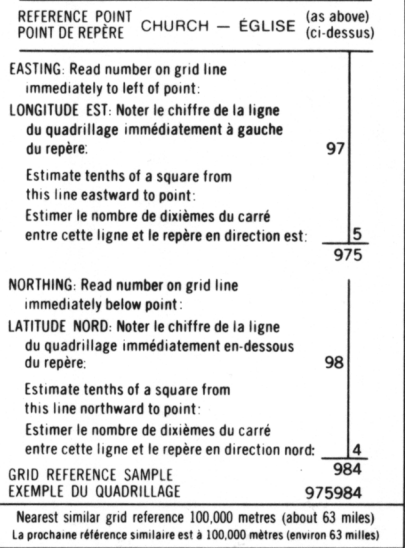 REFERENCE POINT CHURCH — ÉGLISE (as above)
POINT DE REPÈRE (ci-dessus)
EASTING: Read number on grid line
immediately to left of point:
LONGITUDE EST: Noter le chiffre de la ligne
du quadrillage immédiatement à gauche
du repère: 97
Estimate tenths of a square from
this line eastward to point:
Estimer le nombre de dixièmes du carré
entre cette ligne et le repère en direction est: 5
975
NORTHING: Read number on grid line
immediately below point:
LATITUDE NORD: Noter le chiffre de la ligne
du quadrillage immédiatement en-dessous
du repère: 98
Estimate tenths of a square from
this line northward to point:
Estimer le nombre de dixièmes du carré
entre cette ligne et le repère en direction nord: 4
984
GRID REFERENCE SAMPLE
EXEMPLE DU QUADRILLAGE 975984
Nearest similar grid reference 100,000 metres (about 63 miles)
La prochaine référence similaire est à 100,000 mètres (environ 63 milles)